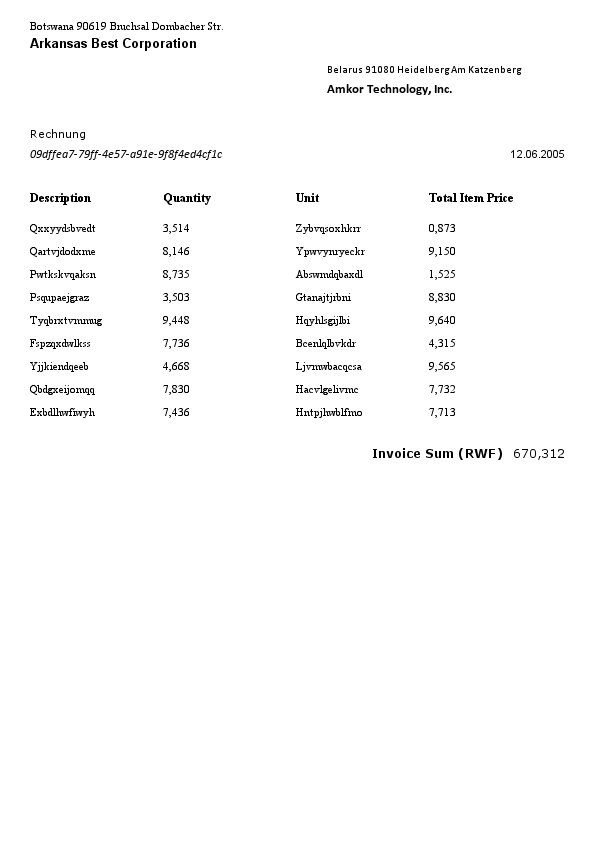 Botswana 90619 Bruchsal Dombacher Str.
Arkansas Best Corporation
Belarus 91080 Heidelberg Am Katzenberg
Amkor Technology, Inc.
Rechnung
09dffea7-79ff-4e57-a91e-9f8f4ed4cf1c 12.06.2005
Description Quantity Unit Total Item Price
Qxxyydsbvedt 3,514 Zybvqsoxhkrr 0,873
Qartvjdodxme 8,146 Ypwvynryeckr 9,150
Pwtkskvqaksn 8,735 Abswmdqbaxdl 1,525
Psqupaejgraz 3,503 Gtanajtjrbni 8,830
Tyqbrxtvmmug 9,448 Hqyhlsgijlbi 9,640
Fspzqxdwlkss 7,736 Bcenlqlbvkdr 4,315
Yjjkiendqeeb 4,668 Ljvmwbacqcsa 9,565
Qbdgxeijomqq 7,830 Hacvlgelivmc 7,732
Exbdlhwfiwyh 7,436 Hntpjhwblfmo 7,713
Invoice Sum (RWF) 670,312